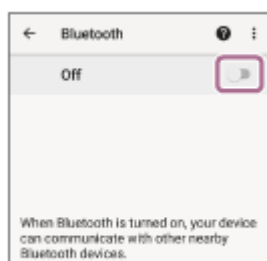 Bluetooth
Off
When Bluetooth is turned on, your device
can communicate with other nearby
Bluetooth devices.